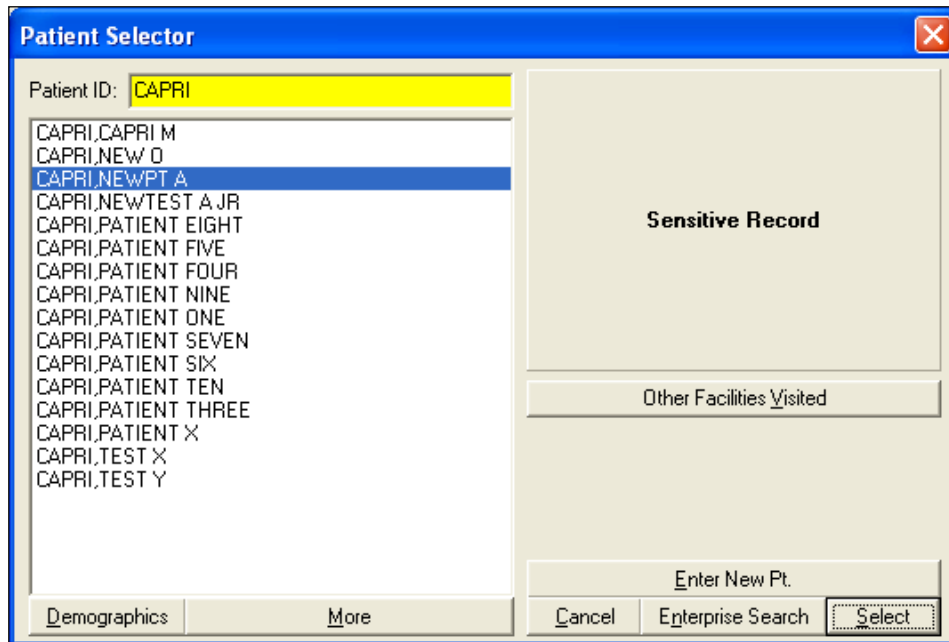 Patient Selector
Patient ID: CAPRI
CAPRI,CAPRI M
CAPRI,NEW O
CAPRI,NEWPT A
CAPRI,NEWTEST A JR
CAPRI,PATIENT EIGHT
CAPRI,PATIENT FIVE
CAPRI,PATIENT FOUR
CAPRI,PATIENT NINE
CAPRI,PATIENT ONE
CAPRI,PATIENT SEVEN
CAPRI,PATIENT SIX
CAPRI,PATIENT TEN
CAPRI,PATIENT THREE
CAPRI,PATIENT X
CAPRI,TEST X
CAPRI,TEST Y
Demographics More
Sensitive Record
Other Facilities Visited
Enter New Pt.
Cancel Enterprise Search Select